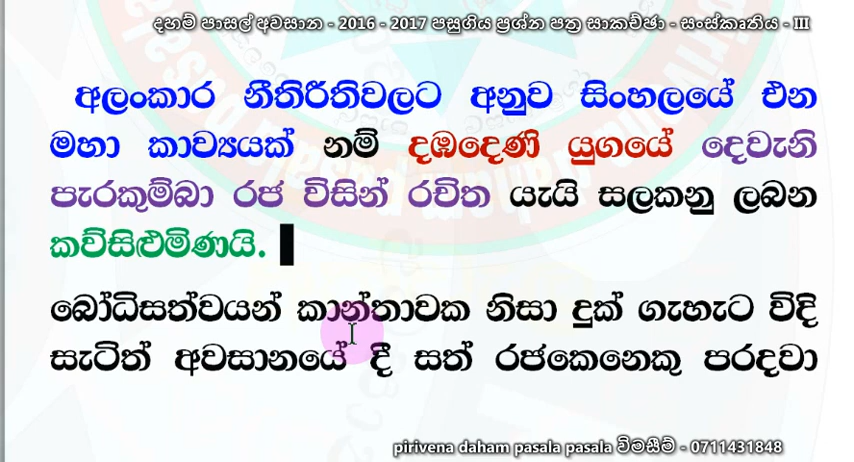 දහම් පාසල් අවසාන - 2016 - 2017 පසුගිය ප්‍රශ්න පත්‍ර සාකච්ඡා - සංස්කෘතිය - III
අලංකාර නීතිරීතිවලට අනුව සිංහලයේ එන
මහා කාව්‍යයක් නම් දඹදෙණි යුගයේ දෙවැනි
පැරකුම්බා රජ විසින් රචිත යැයි සලකනු ලබන
කව්සිළුමිණයි.
බෝධිසත්වයන් කාන්තාවක නිසා දුක් ගැහැට විදි
සැටිත් අවසානයේ දී සත් රජකෙනෙකු පරදවා
pirivena daham pasala pasala විමසීම් - 0711431848